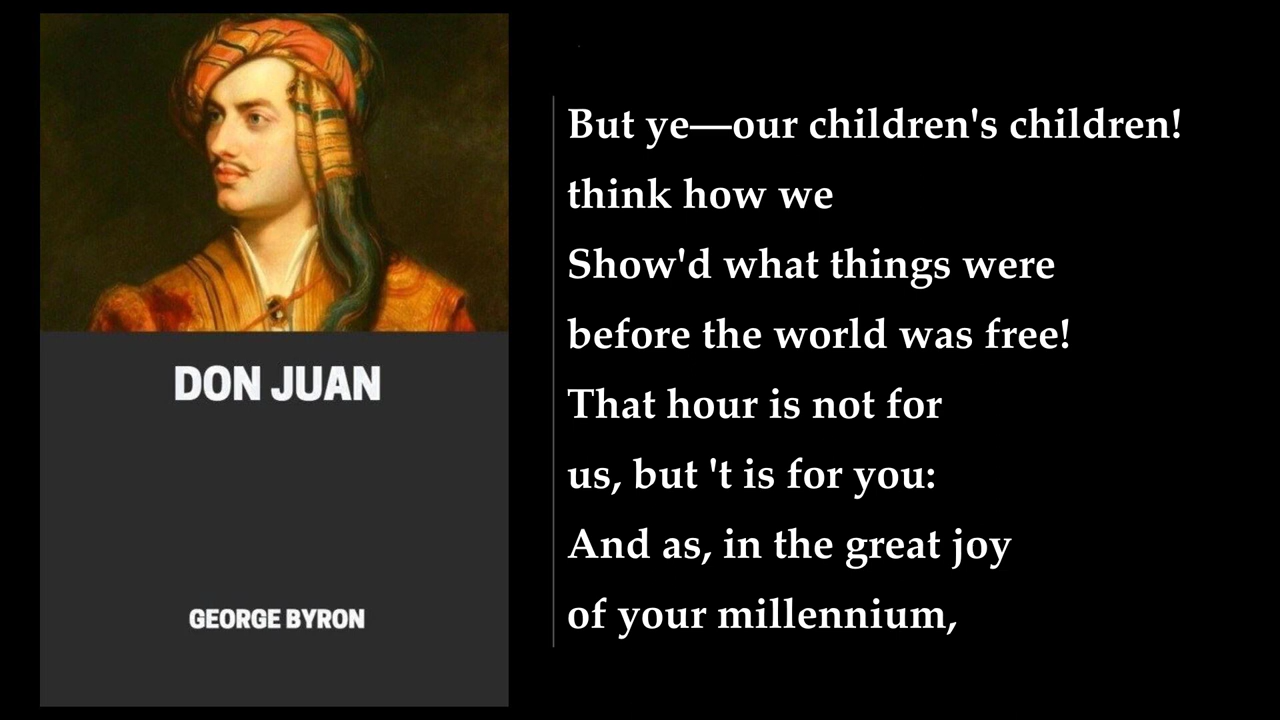 DON JUAN
GEORGE BYRON
But ye—our children's children!
think how we
Show'd what things were
before the world was free!
That hour is not for
us, but 't is for you:
And as, in the great joy
of your millennium,